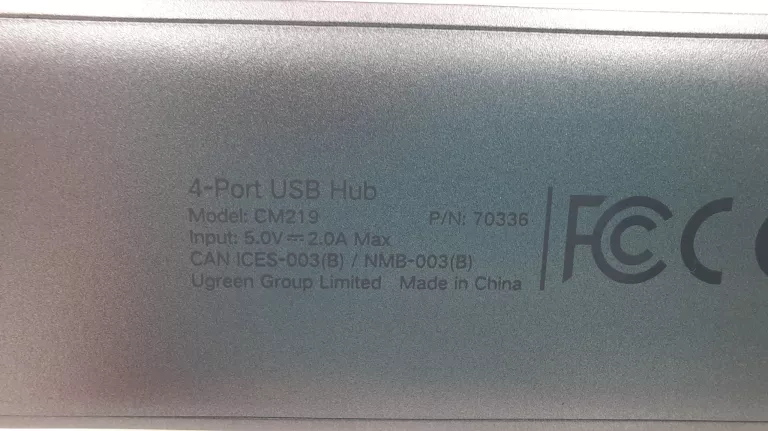 4-Port USB Hub
Model: CM219 P/N: 70336
Input: 5.0V⎓2.0A Max
CAN ICES-003(B) / NMB-003(B)
Ugreen Group Limited Made in China
FC C